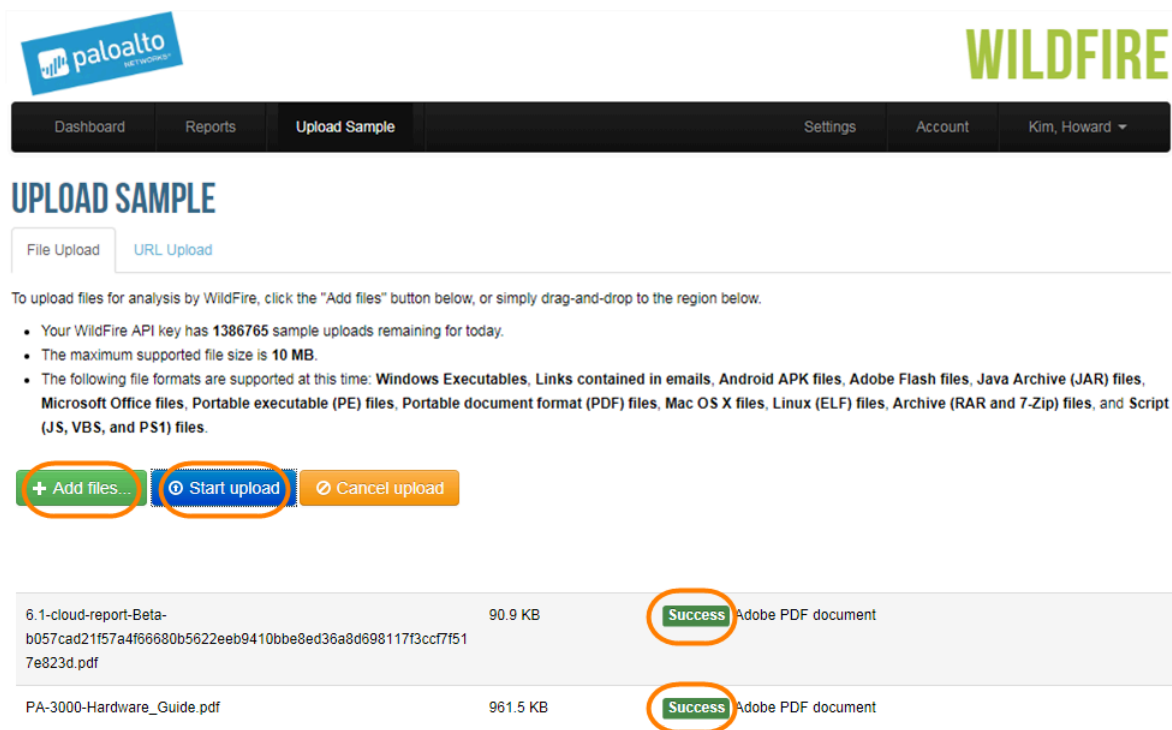 paloalto
NETWORKS
WILDFIRE
Dashboard Reports Upload Sample Settings Account Kim, Howard
UPLOAD SAMPLE
File Upload URL Upload
To upload files for analysis by WildFire, click the "Add files" button below, or simply drag-and-drop to the region below.
• Your WildFire API key has 1386765 sample uploads remaining for today.
• The maximum supported file size is 10 MB.
• The following file formats are supported at this time: Windows Executables, Links contained in emails, Android APK files, Adobe Flash files, Java Archive (JAR) files,
Microsoft Office files, Portable executable (PE) files, Portable document format (PDF) files, Mac OS X files, Linux (ELF) files, Archive (RAR and 7-Zip) files, and Script
(JS, VBS, and PS1) files.
+ Add files... Start upload Cancel upload
6.1-cloud-report-Beta- 90.9 KB Success Adobe PDF document
b057cad21f57a4f66680b5622eeb9410bbe8ed36a8d698117f3ccf7f51
7e823d.pdf
PA-3000-Hardware_Guide.pdf 961.5 KB Success Adobe PDF document